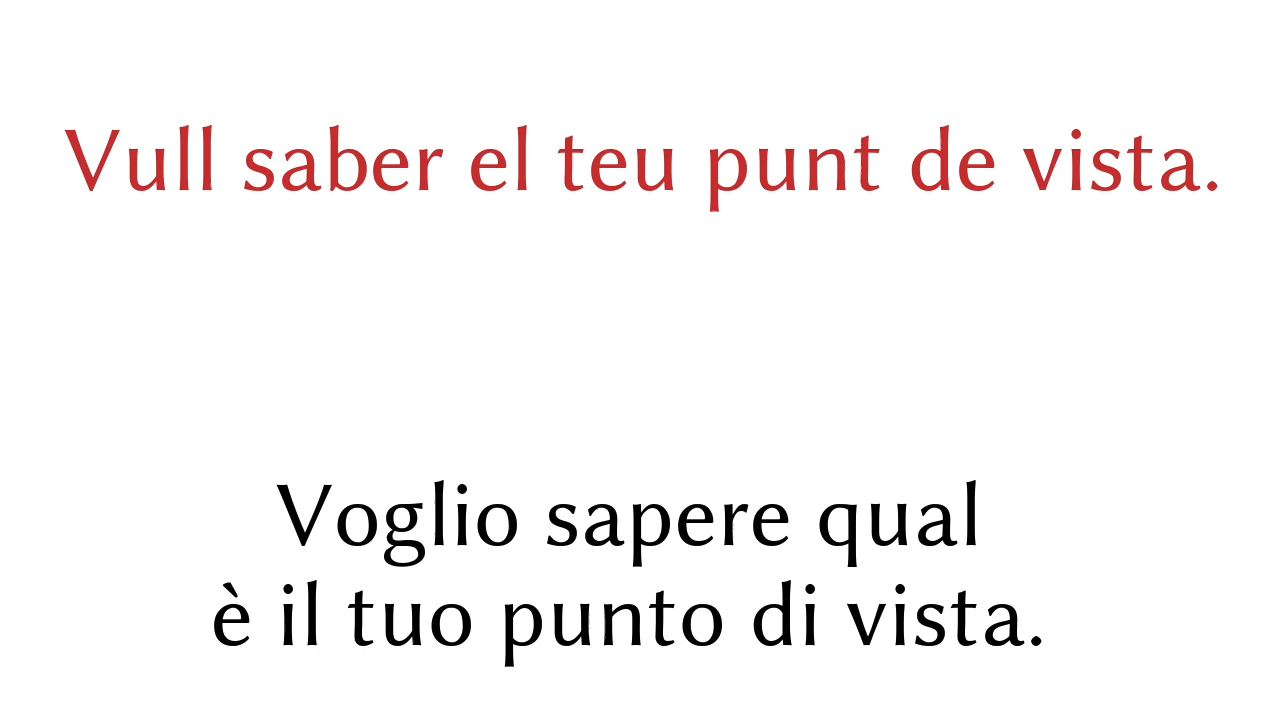 Vull saber el teu punt de vista.
Voglio sapere qual
è il tuo punto di vista.